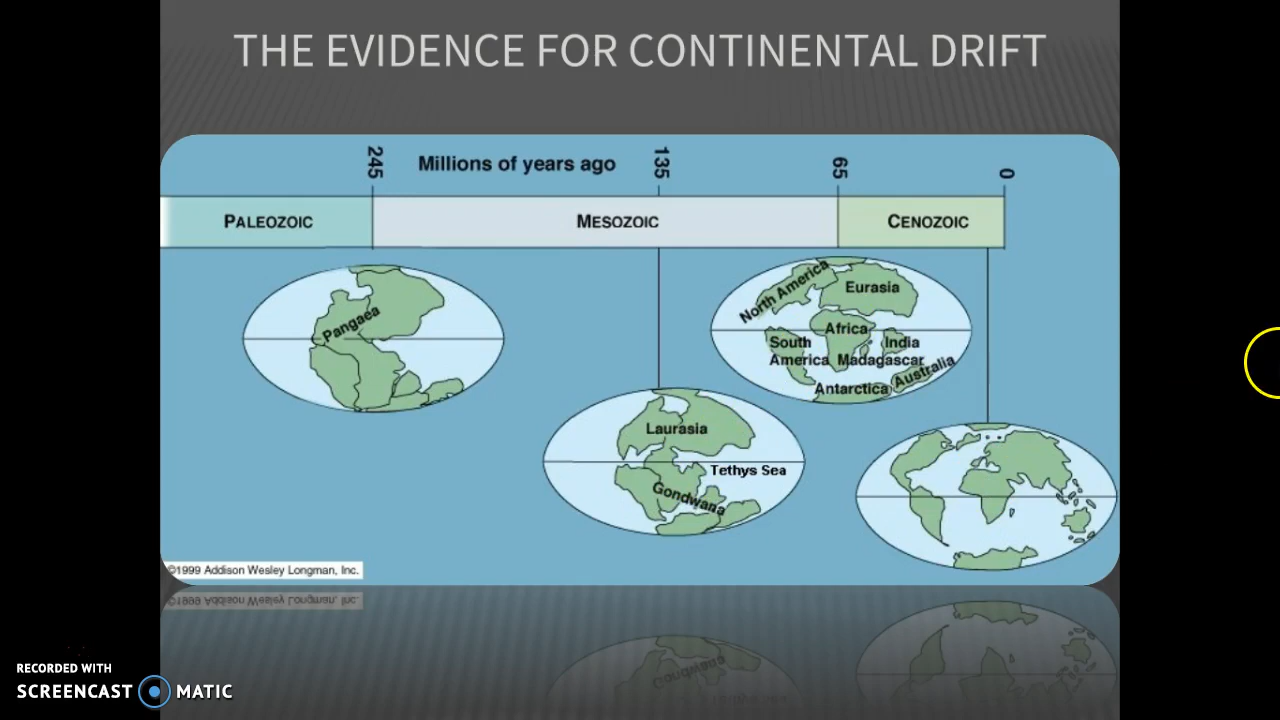 THE EVIDENCE FOR CONTINENTAL DRIFT
245
Millions of years ago
135
65
0
PALEOZOIC
MESOZOIC
CENOZOIC
Pangaea
North America
Eurasia
Africa
South
America
India
Madagascar
Australia
Antarctica
Laurasia
Tethys Sea
Gondwana
©1999 Addison Wesley Longman, Inc.
RECORDED WITH
SCREENCAST MATIC